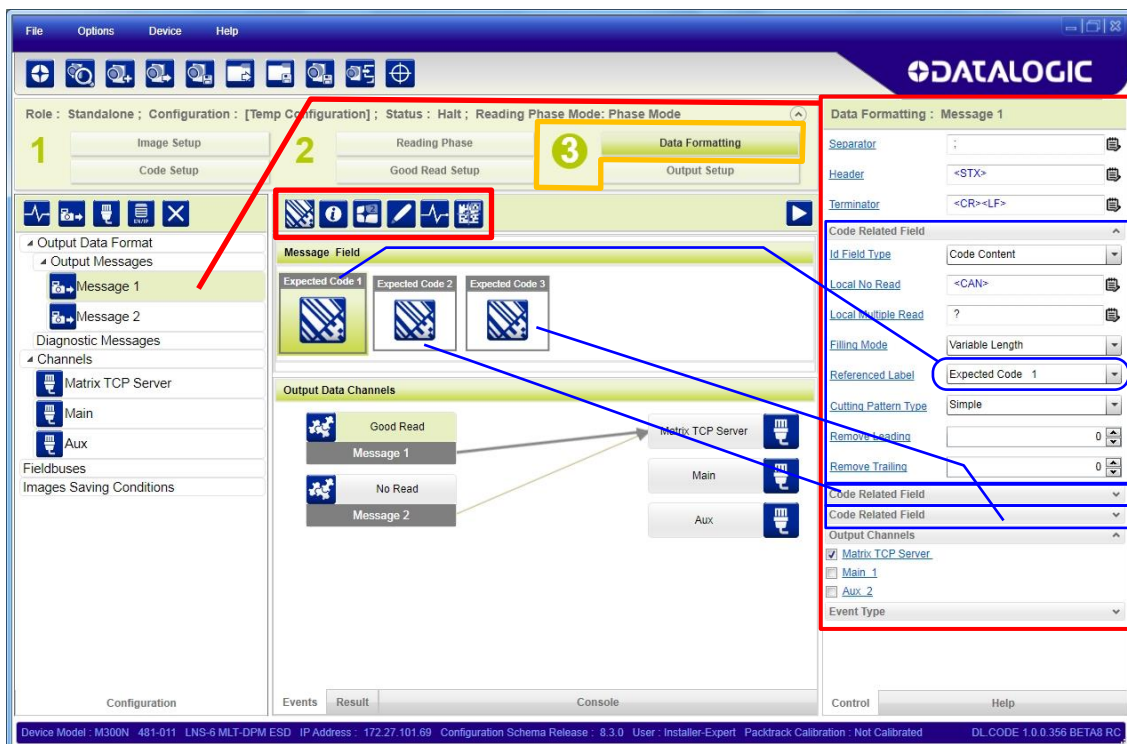 File Options Device Help
DATALOGIC
Role : Standalone ; Configuration : [Temp Configuration] ; Status : Halt ; Reading Phase Mode: Phase Mode
1
Image Setup
Code Setup
2
Reading Phase
Good Read Setup
3
Data Formatting
Output Setup
EN/IP
Output Data Format
Output Messages
Message 1
Message 2
Diagnostic Messages
Channels
Matrix TCP Server
Main
Aux
Fieldbuses
Images Saving Conditions
Configuration
Message Field
Expected Code 1 Expected Code 2 Expected Code 3
Output Data Channels
Good Read
Message 1
No Read
Message 2
Matrix TCP Server
Main
Aux
Events Result Console
Data Formatting : Message 1
Separator ;
Header <STX>
Terminator <CR><LF>
Code Related Field
Id Field Type Code Content
Local No Read <CAN>
Local Multiple Read ?
Filling Mode Variable Length
Referenced Label Expected Code 1
Cutting Pattern Type Simple
Remove Leading 0
Remove Trailing 0
Code Related Field
Code Related Field
Output Channels
Matrix TCP Server
Main 1
Aux 2
Event Type
Control Help
Device Model : M300N 481-011 LNS-6 MLT-DPM ESD IP Address : 172.27.101.69 Configuration Schema Release : 8.3.0 User : Installer-Expert Packtrack Calibration : Not Calibrated DL.CODE 1.0.0.356 BETA8 RC